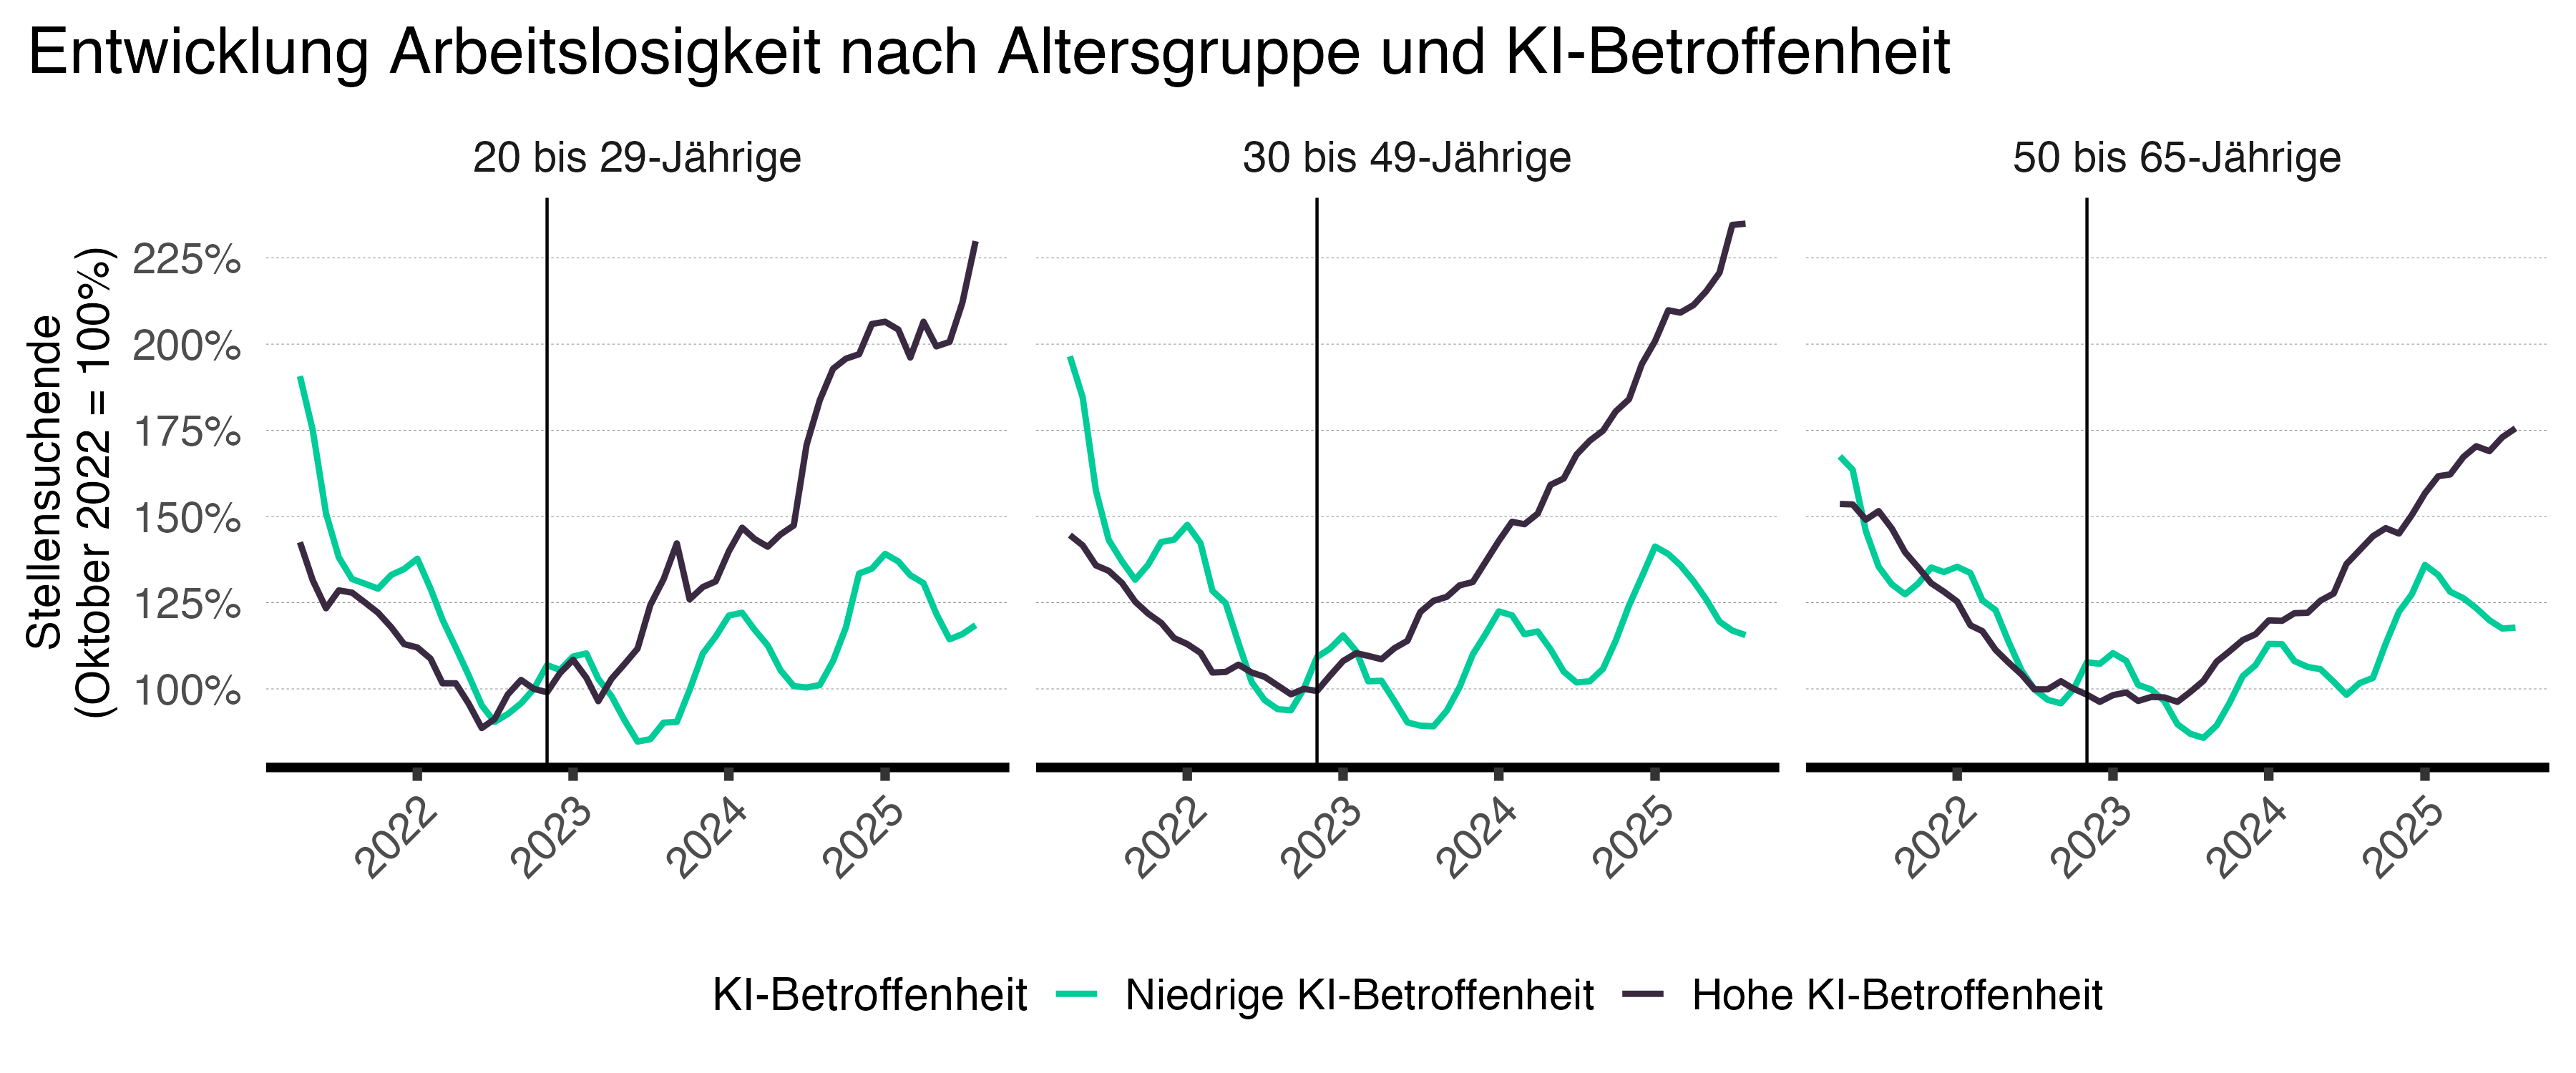 Entwicklung Arbeitslosigkeit nach Altersgruppe und KI-Betroffenheit
20 bis 29-Jährige
30 bis 49-Jährige
50 bis 65-Jährige
Stellensuchende
(Oktober 2022 = 100%)
225%
200%
175%
150%
125%
100%
2022
2023
2024
2025
2022
2023
2024
2025
2022
2023
2024
2025
KI-Betroffenheit
Niedrige KI-Betroffenheit
Hohe KI-Betroffenheit